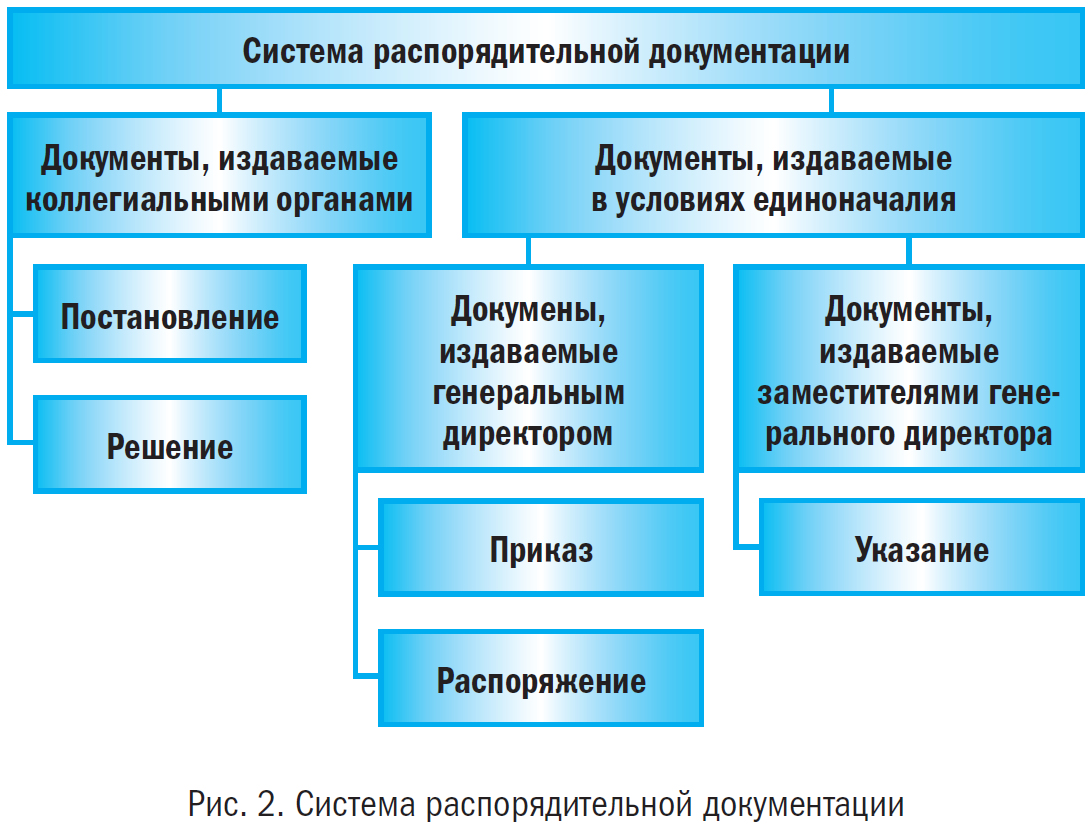 Система распорядительной документации
Документы, издаваемые
коллегиальными органами
Постановление
Решение
Документы, издаваемые
в условиях единоначалия
Докумены,
издаваемые
генеральным
директором
Приказ
Распоряжение
Документы,
издаваемые
заместителями гене-
рального директора
Указание
Рис. 2. Система распорядительной документации